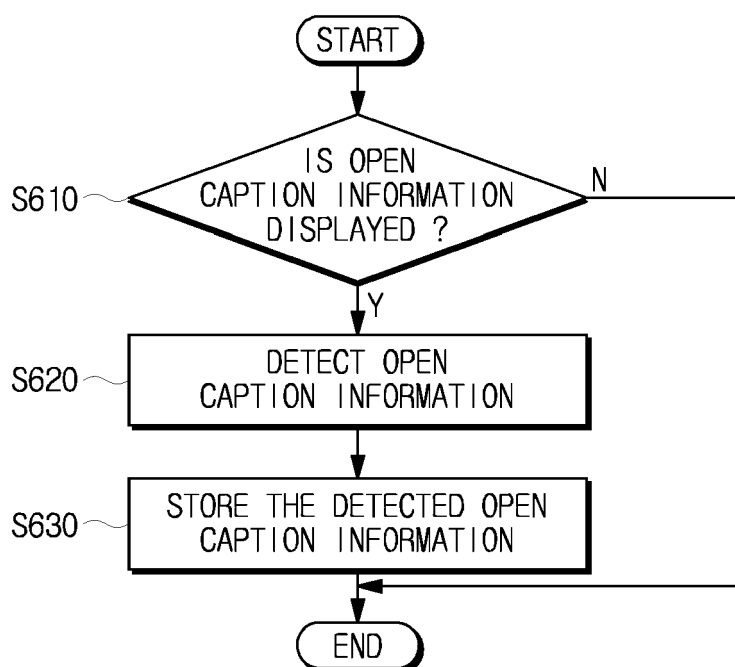 START
IS OPEN
CAPTION INFORMATION
DISPLAYED ?
S610
N
Y
DETECT OPEN
CAPTION INFORMATION
S620
STORE THE DETECTED OPEN
CAPTION INFORMATION
S630
END